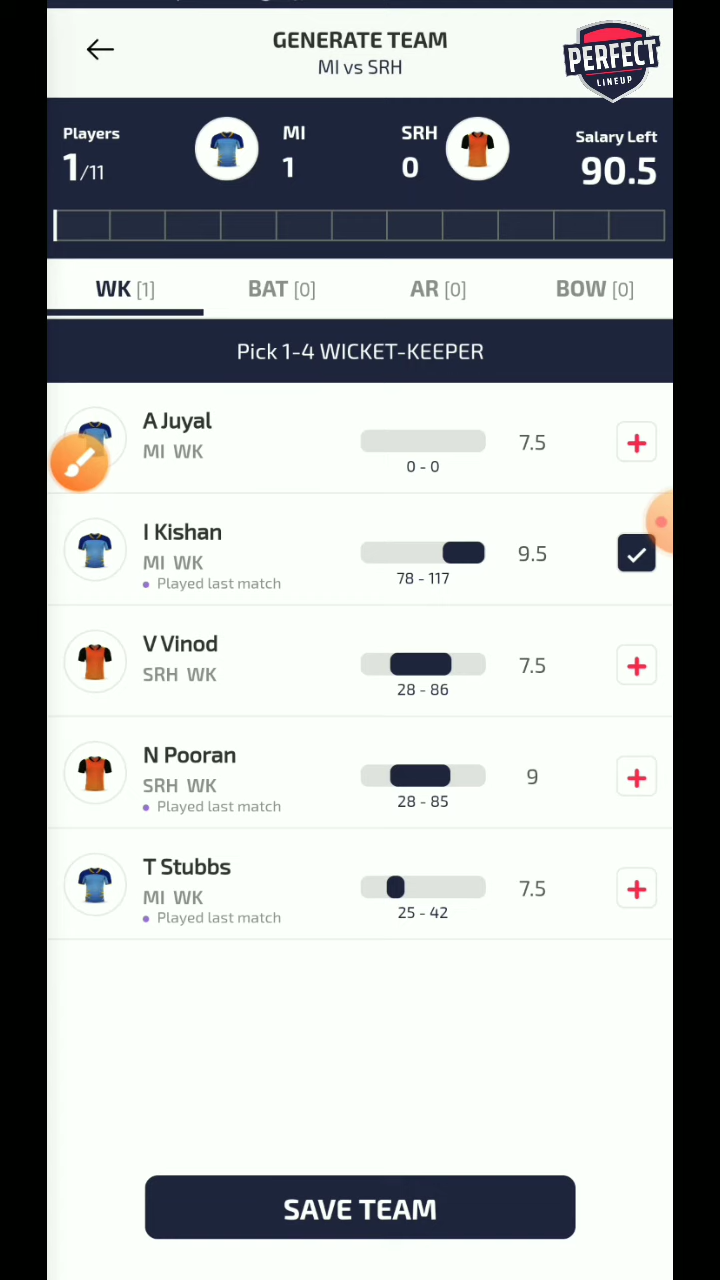 GENERATE TEAM
MI vs SRH
PERFECT
LINEUP
Players
1/11
MI
1
SRH
0
Salary Left
90.5
WK [1]
BAT [0]
AR [0]
BOW [0]
Pick 1-4 WICKET-KEEPER
A Juyal
MI WK
0 - 0
7.5
I Kishan
MI WK
Played last match
78 - 117
9.5
V Vinod
SRH WK
28 - 86
7.5
N Pooran
SRH WK
Played last match
28 - 85
9
T Stubbs
MI WK
Played last match
25 - 42
7.5
SAVE TEAM